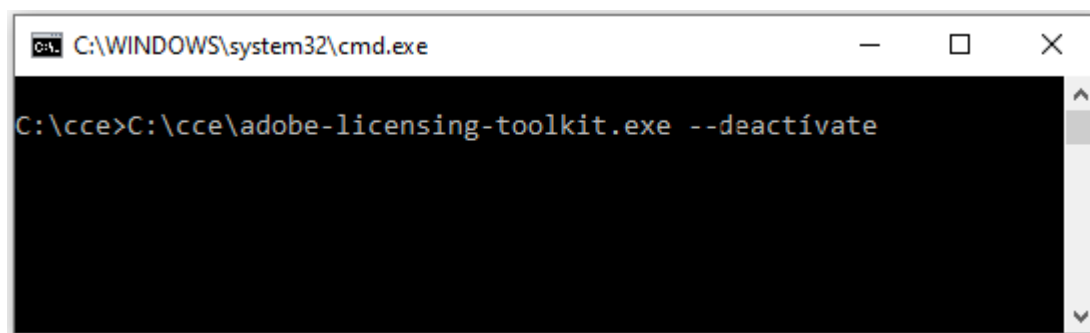 C:\WINDOWS\system32\cmd.exe
C:\cce>C:\cce\adobe-licensing-toolkit.exe --deactívate